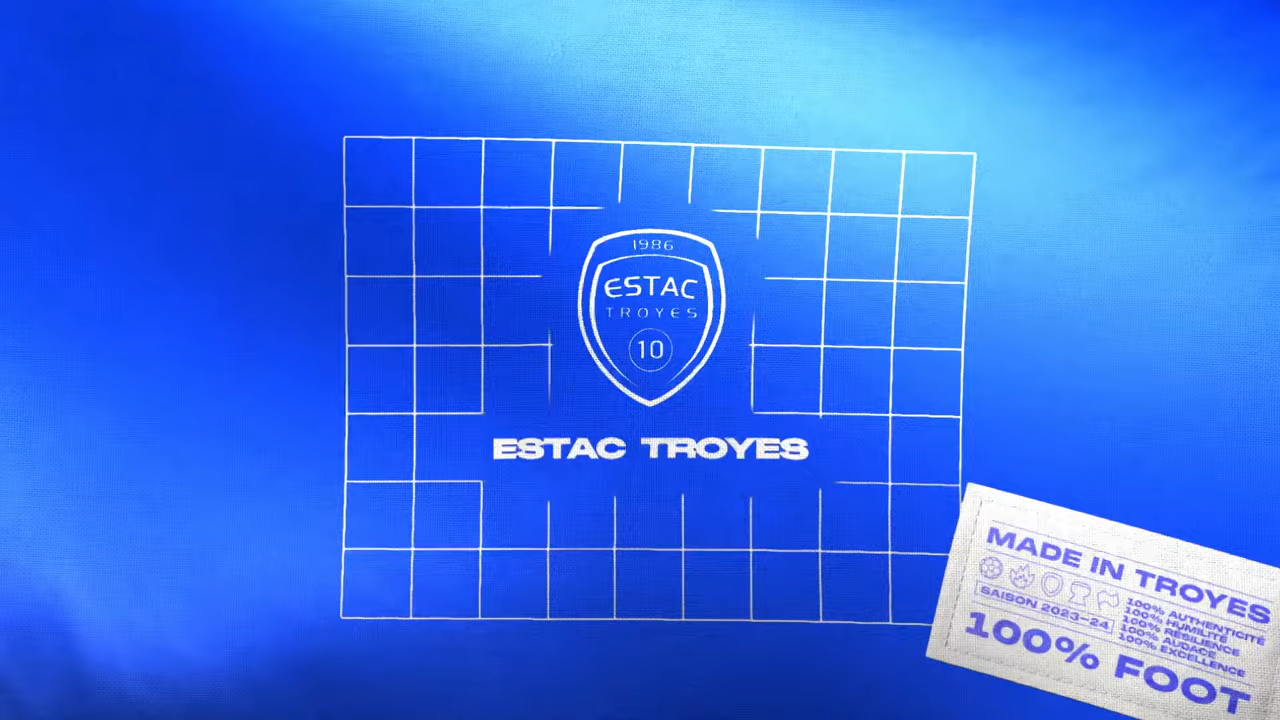 1986
ESTAC
TROYES
10
ESTAC TROYES
MADE IN TROYES
SAISON 2023-24
100% AUTHENTICITÉ
100% HUMILITÉ
100% RÉSILIENCE
100% AUDACE
100% EXCELLENCE
100% FOOT